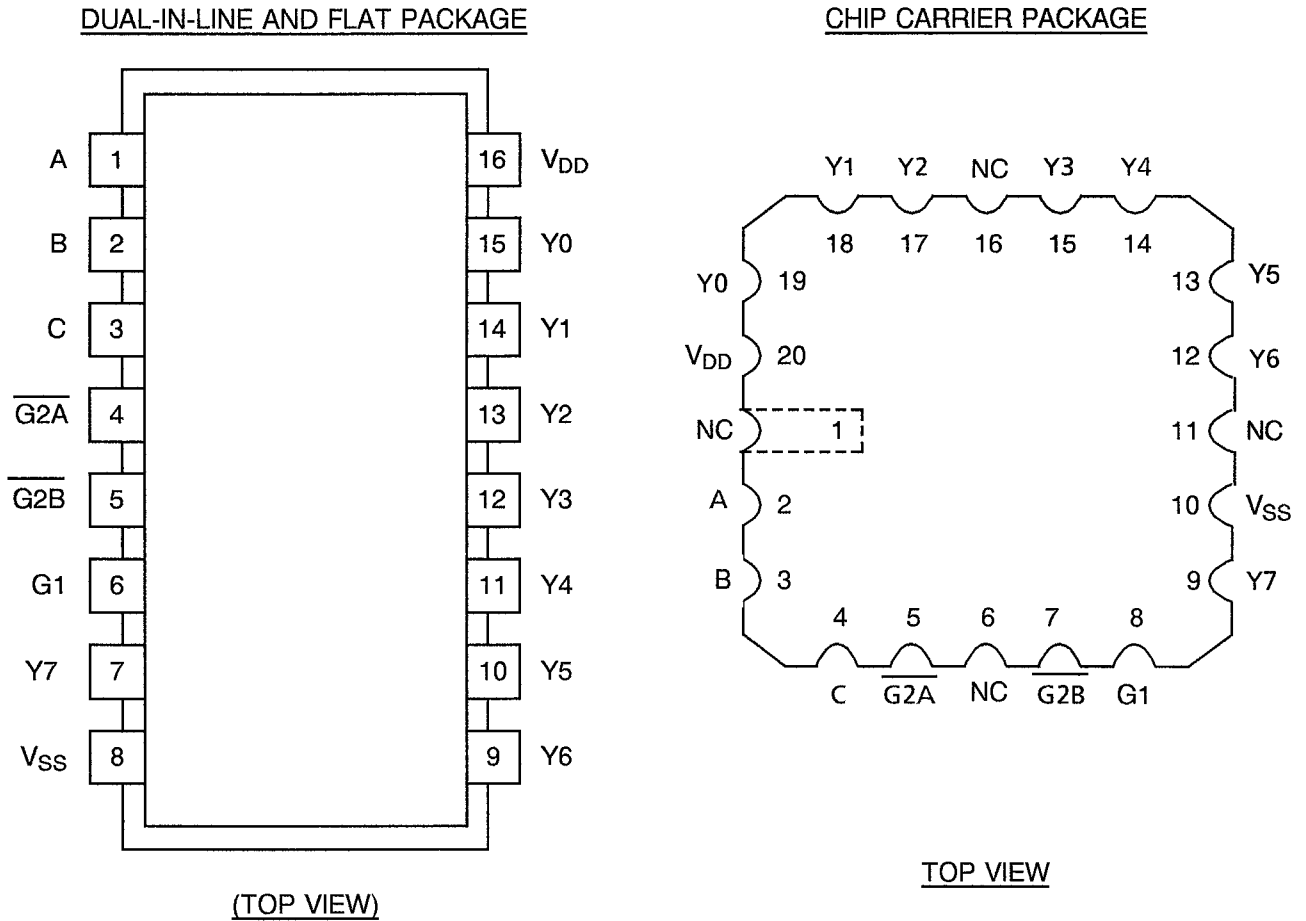 DUAL-IN-LINE AND FLAT PACKAGE
A 1 16 VDD
B 2 15 Y0
C 3 14 Y1
G2A 4 13 Y2
G2B 5 12 Y3
G1 6 11 Y4
Y7 7 10 Y5
VSS 8 9 Y6
(TOP VIEW)
CHIP CARRIER PACKAGE
Y1 Y2 NC Y3 Y4
18 17 16 15 14
Y0 19 13 Y5
VDD 20 12 Y6
NC 1 11 NC
A 2 10 VSS
B 3 9 Y7
4 5 6 7 8
C G2A NC G2B G1
TOP VIEW